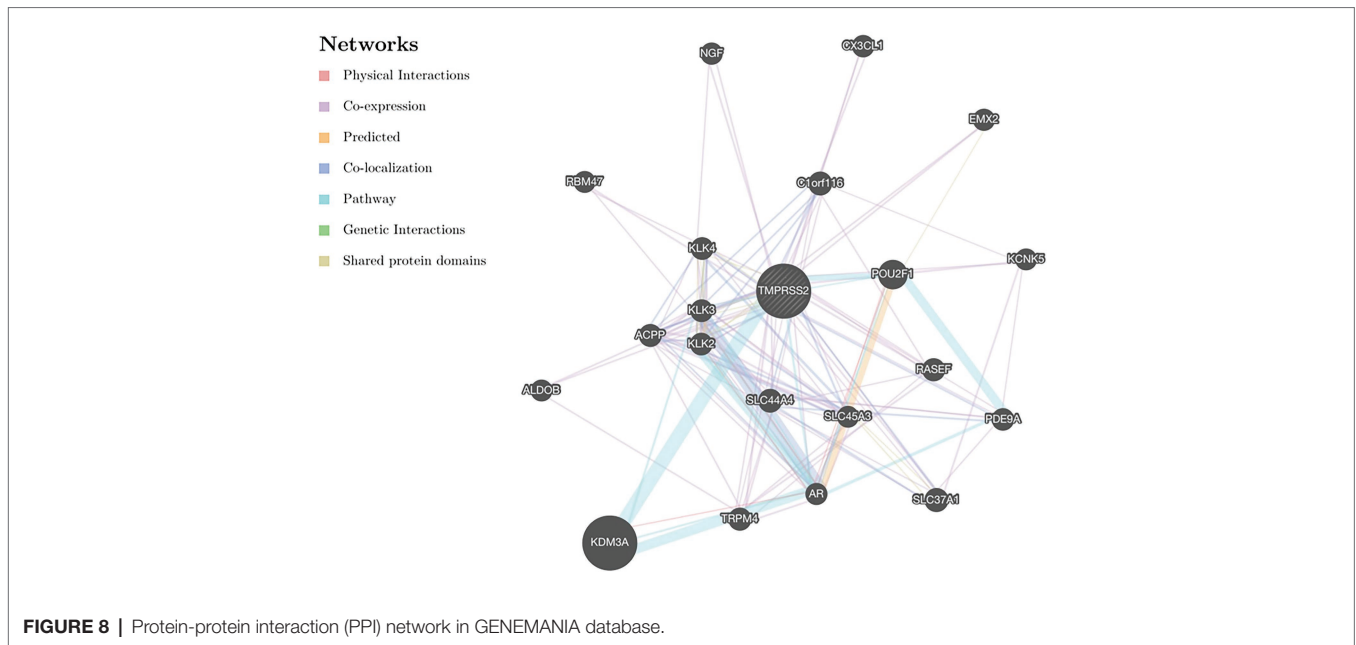 Networks
Physical Interactions
Co-expression
Predicted
Co-localization
Pathway
Genetic Interactions
Shared protein domains
NGF
CX3CL1
EMX2
RBM47
C1orf116
KLK4
KCNK5
POU2F1
TMPRSS2
KLK3
ACPP
KLK2
RASEF
ALDOB
SLC44A4
SLC45A3
PDE9A
AR
SLC37A1
TRPM4
KDM3A
FIGURE 8 | Protein-protein interaction (PPI) network in GENEMANIA database.